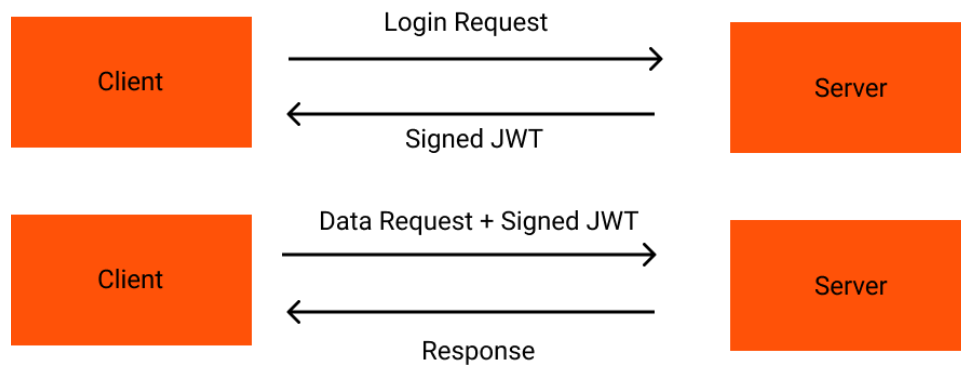 Login Request
Client
Server
Signed JWT
Data Request + Signed JWT
Client
Server
Response